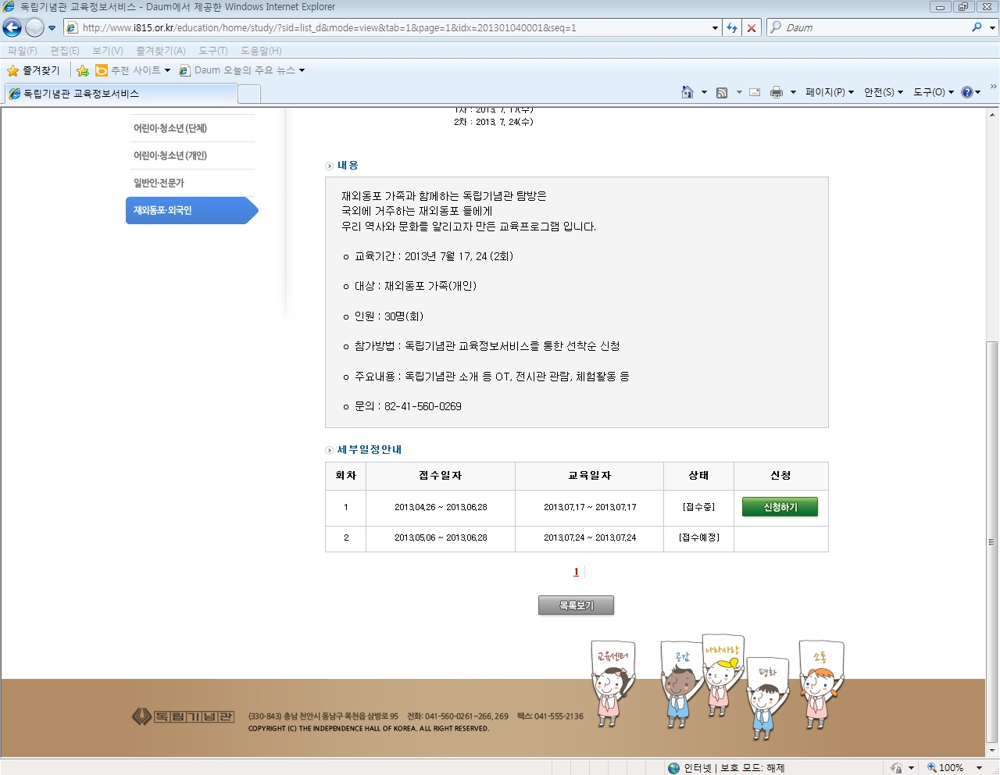 독립기념관 교육정보서비스 - Daum에서 제공한 Windows Internet Explorer
http://www.i815.or.kr/education/home/study/?sid=list_d&mode=view&tab=1&page=1&idx=201301040001&seq=1
Daum
파일(F) 편집(E) 보기(V) 즐겨찾기(A) 도구(T) 도움말(H)
즐겨찾기 추천 사이트 Daum 오늘의 주요 뉴스
독립기념관 교육정보서비스
페이지(P) 안전(S) 도구(O)
1차 : 2013. 7. 17(수)
2차 : 2013. 7. 24(수)
어린이·청소년 (단체)
어린이·청소년 (개인)
일반인·전문가
재외동포·외국인
내용
재외동포 가족과 함께하는 독립기념관 탐방은
국외에 거주하는 재외동포 들에게
우리 역사와 문화를 알리고자 만든 교육프로그램 입니다.
ㅇ 교육기간 : 2013년 7월 17, 24 (2회)
ㅇ 대상 : 재외동포 가족(개인)
ㅇ 인원 : 30명(회)
ㅇ 참가방법 : 독립기념관 교육정보서비스를 통한 선착순 신청
ㅇ 주요내용 : 독립기념관 소개 등 OT, 전시관 관람, 체험활동 등
ㅇ 문의 : 82-41-560-0269
세부일정안내
회차 접수일자 교육일자 상태 신청
1 2013.04.26 ~ 2013.06.28 2013.07.17 ~ 2013.07.17 [접수중] 신청하기
2 2013.05.06 ~ 2013.06.28 2013.07.24 ~ 2013.07.24 [접수예정]
1
목록보기
교육센터 공감 나라사랑 평화 소통
독립기념관 (330-843) 충남 천안시 동남구 목천읍 삼방로 95 전화: 041-560-0261~266, 269 팩스: 041-555-2136
COPYRIGHT (C) THE INDEPENDENCE HALL OF KOREA. ALL RIGHT RESERVED.
인터넷 | 보호 모드: 해제
100%